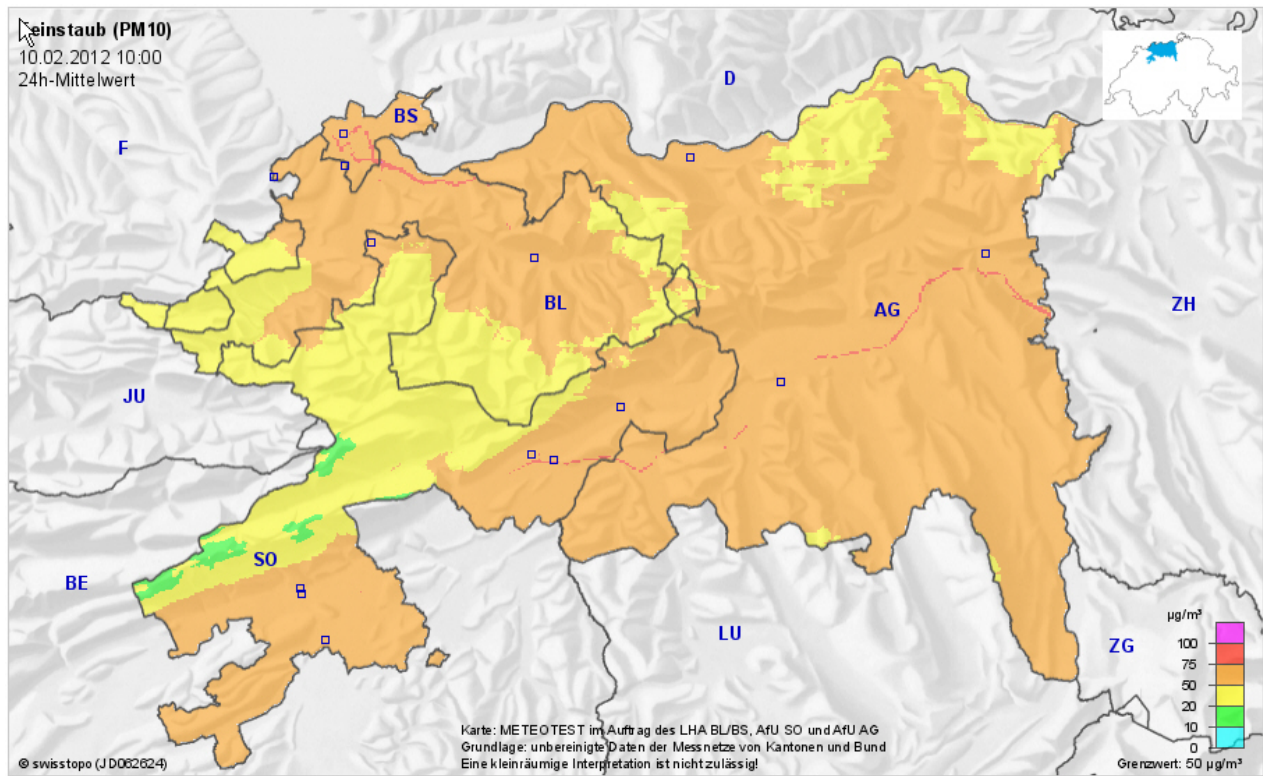 einstaub (PM10)
10.02.2012 10:00
24h-Mittelwert
D
BS
F
BL
AG
ZH
JU
SO
BE
LU
ZG
µg/m³
100
75
50
20
10
0
Karte: METEOTEST im Auftrag des LHA BL/BS, AfU SO und AfU AG
Grundlage: unbereinigte Daten der Messnetze von Kantonen und Bund
Eine kleinräumige Interpretation ist nicht zulässig!
© swisstopo (JD062624)
Grenzwert: 50 µg/m³